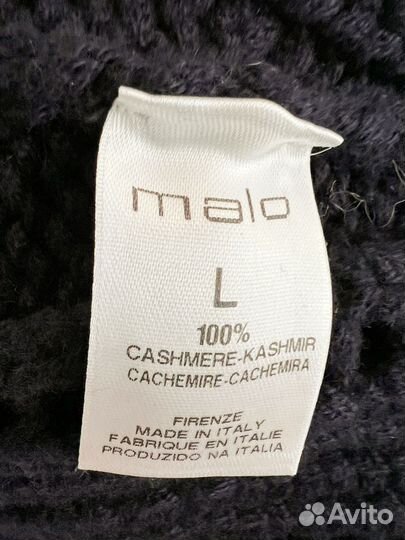 malo
L
100%
CASHMERE-KASHMIR
CACHEMIRE-CACHEMIRA
FIRENZE
MADE IN ITALY
FABRIQUE EN ITALIE
PRODUZIDO NA ITALIA
Avito